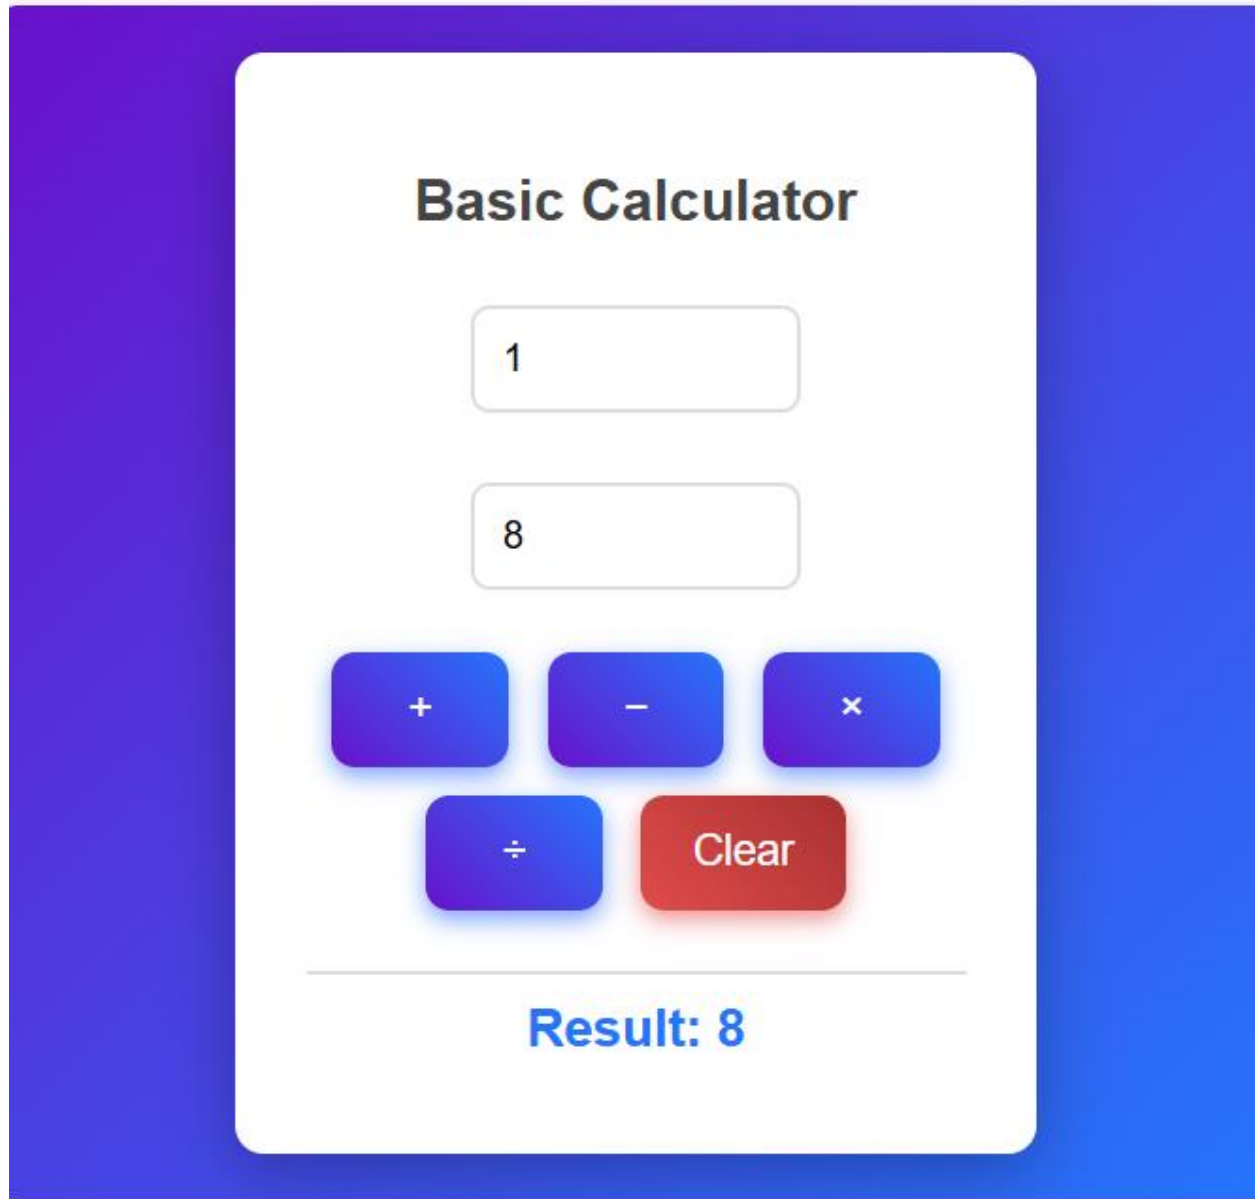 Basic Calculator
1
8
+ − ×
÷ Clear
Result: 8